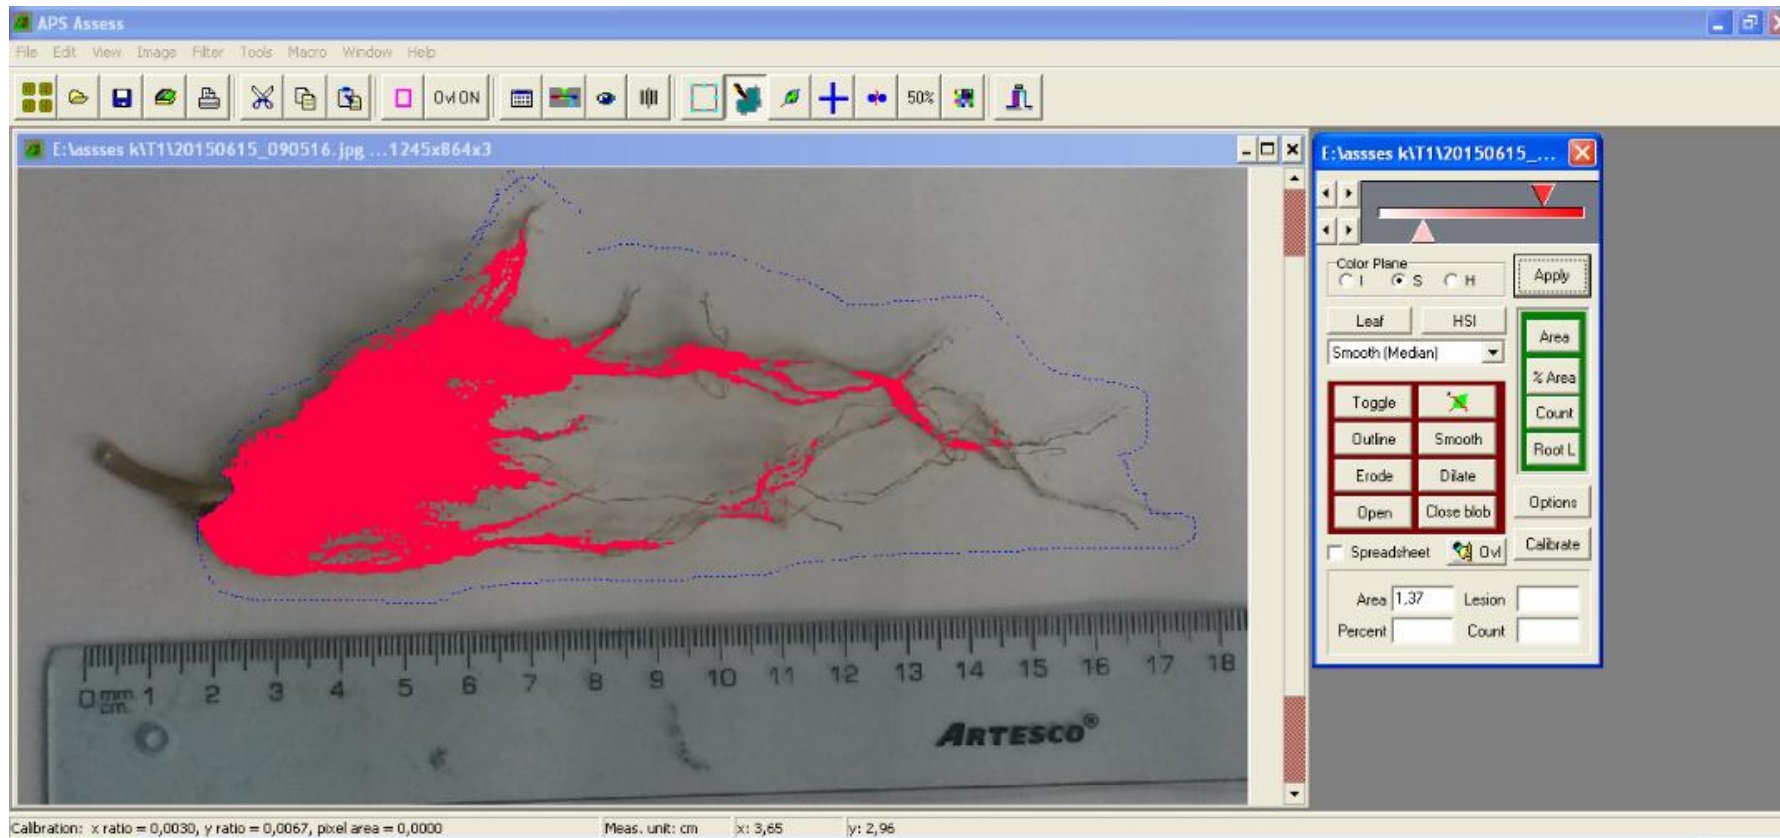 APS Assess
File Edit View Image Filter Tools Macro Window Help
Ovl ON
50%
E:\assses k\T1\20150615_090516.jpg ...1245x864x3
E:\assses k\T1\20150615_...
Color Plane
I S H
Apply
Leaf HSI
Smooth (Median)
Area
% Area
Count
Root L
Toggle
Outline Smooth
Erode Dilate
Open Close blob
Options
Calibrate
Spreadsheet Ovl
Area 1,37 Lesion
Percent Count
0 mm 1 2 3 4 5 6 7 8 9 10 11 12 13 14 15 16 17 18
cm.
ARTESCO®
Calibration: x ratio = 0,0030, y ratio = 0,0067, pixel area = 0,0000 Meas. unit: cm x: 3,65 y: 2,96